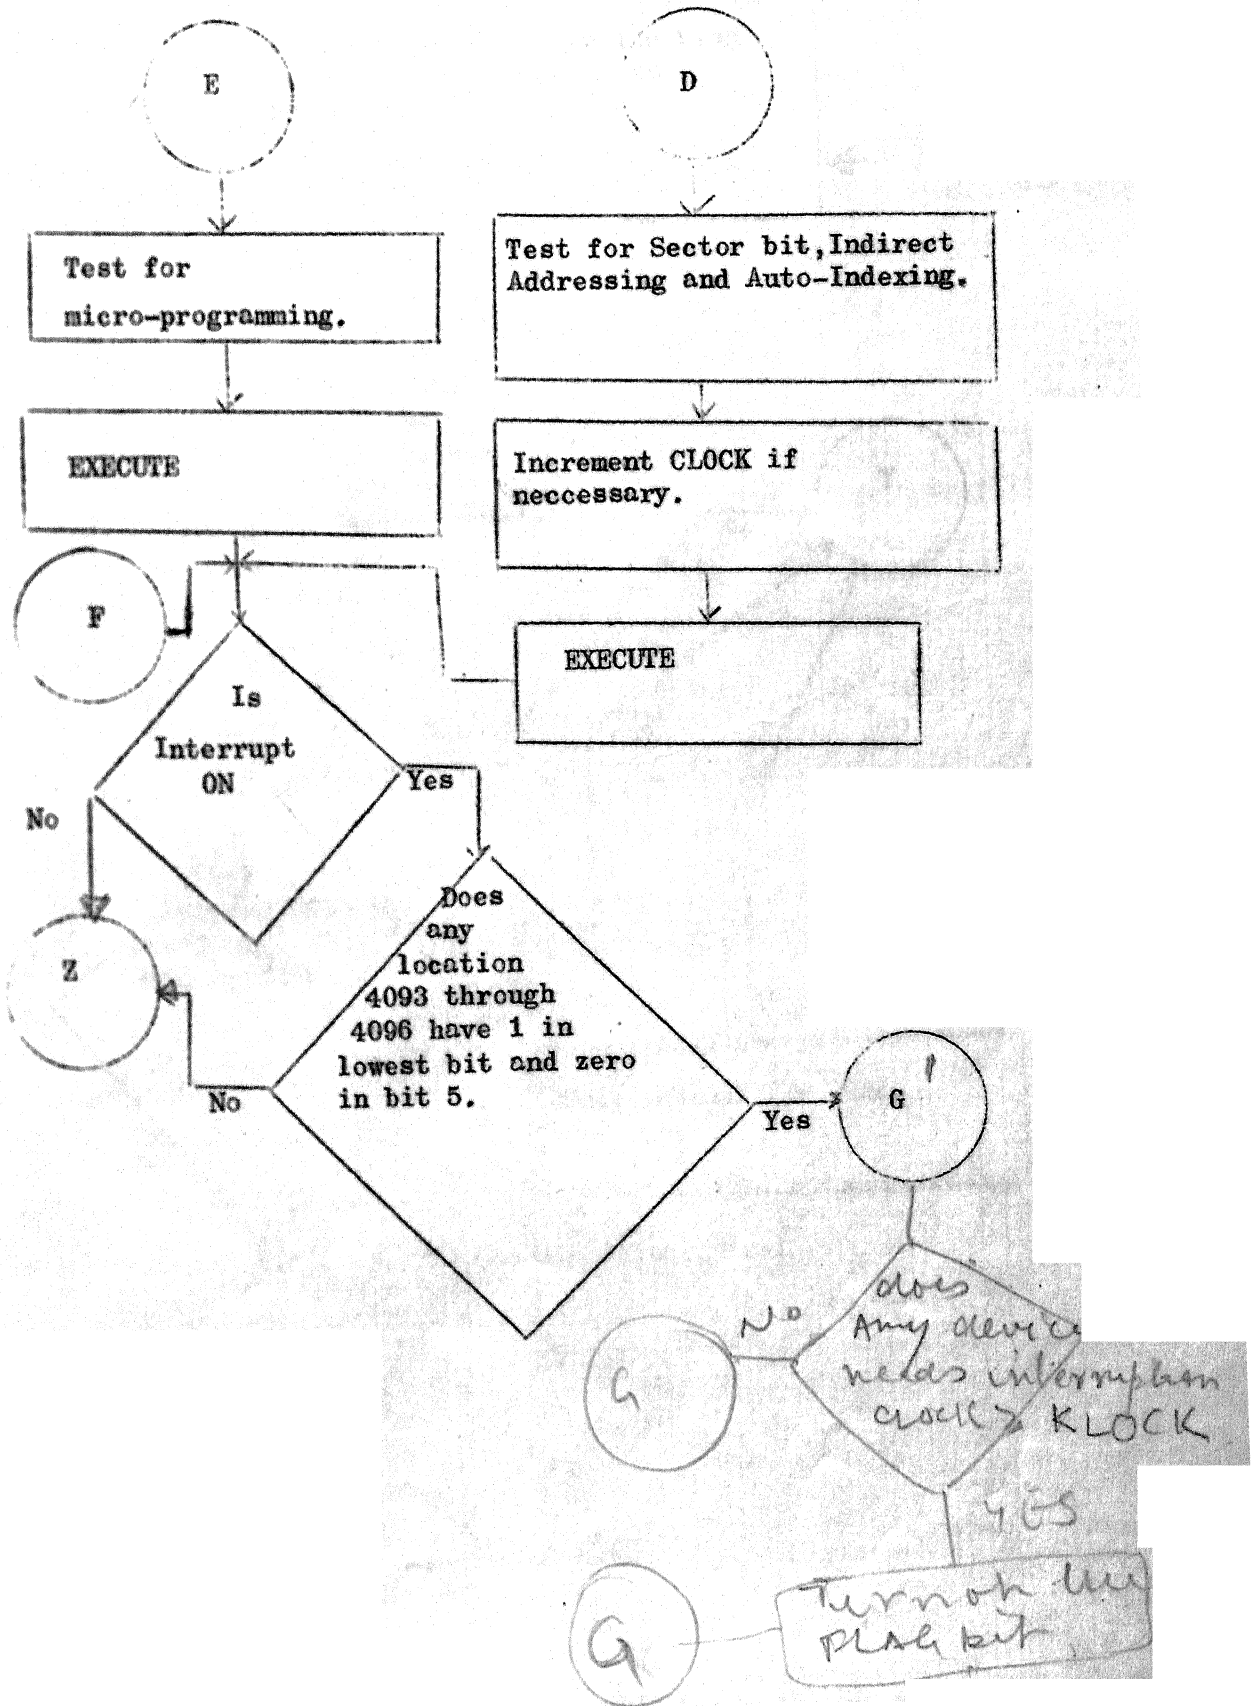 E
D
Test for
micro-programming.
Test for Sector bit,Indirect
Addressing and Auto-Indexing.
EXECUTE
Increment CLOCK if
neccessary.
F
EXECUTE
Is
Interrupt
ON
Yes
No
Z
Does
any
location
4093 through
4096 have 1 in
lowest bit and zero
in bit 5.
No
Yes
G
does
Any device
needs interruption
clock > KLOCK
No
G
YES
Turn on the
FLAG bit
G